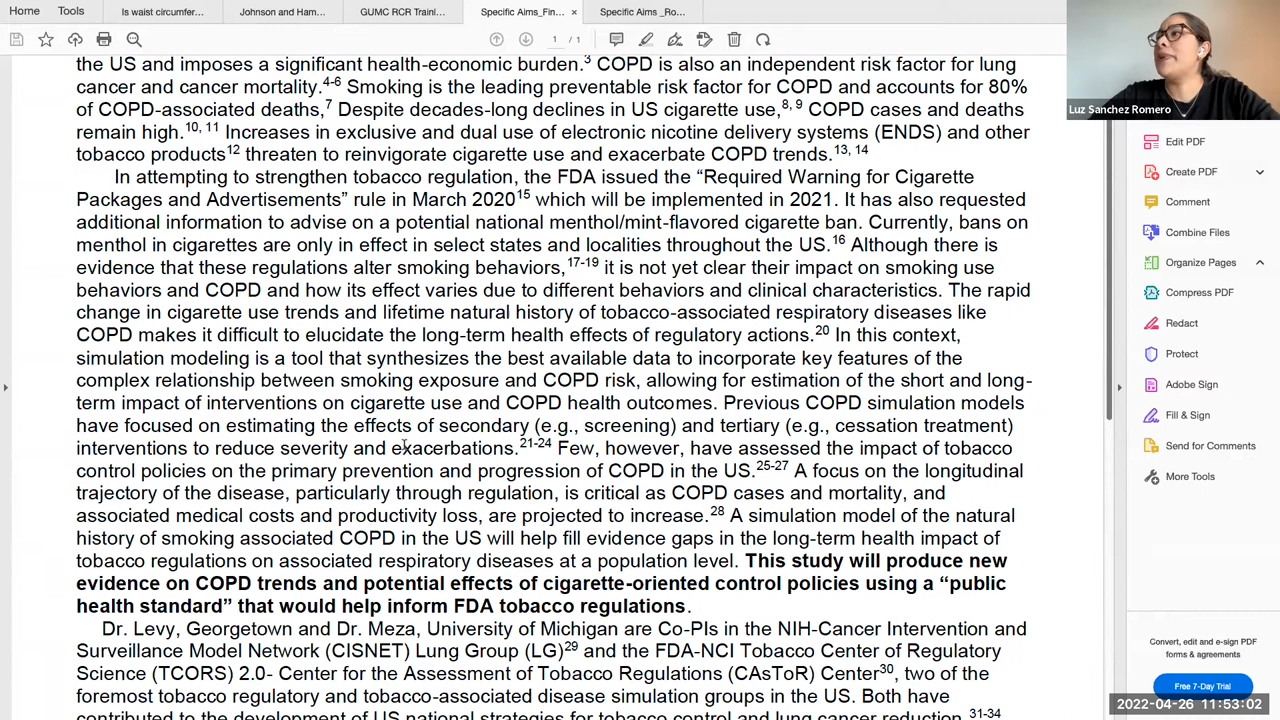 Home
Tools
Is waist circumfer...
Johnson and Ham...
GUMC RCR Traini...
Specific Aims_Fin... ×
Specific Aims _Ro...
1 / 1
Luz Sanchez Romero
the US and imposes a significant health-economic burden.3 COPD is also an independent risk factor for lung
cancer and cancer mortality.4-6 Smoking is the leading preventable risk factor for COPD and accounts for 80%
of COPD-associated deaths,7 Despite decades-long declines in US cigarette use,8, 9 COPD cases and deaths
remain high.10, 11 Increases in exclusive and dual use of electronic nicotine delivery systems (ENDS) and other
tobacco products12 threaten to reinvigorate cigarette use and exacerbate COPD trends.13, 14
In attempting to strengthen tobacco regulation, the FDA issued the “Required Warning for Cigarette
Packages and Advertisements” rule in March 202015 which will be implemented in 2021. It has also requested
additional information to advise on a potential national menthol/mint-flavored cigarette ban. Currently, bans on
menthol in cigarettes are only in effect in select states and localities throughout the US.16 Although there is
evidence that these regulations alter smoking behaviors,17-19 it is not yet clear their impact on smoking use
behaviors and COPD and how its effect varies due to different behaviors and clinical characteristics. The rapid
change in cigarette use trends and lifetime natural history of tobacco-associated respiratory diseases like
COPD makes it difficult to elucidate the long-term health effects of regulatory actions.20 In this context,
simulation modeling is a tool that synthesizes the best available data to incorporate key features of the
complex relationship between smoking exposure and COPD risk, allowing for estimation of the short and long-
term impact of interventions on cigarette use and COPD health outcomes. Previous COPD simulation models
have focused on estimating the effects of secondary (e.g., screening) and tertiary (e.g., cessation treatment)
interventions to reduce severity and exacernations.21-24 Few, however, have assessed the impact of tobacco
control policies on the primary prevention and progression of COPD in the US.25-27 A focus on the longitudinal
trajectory of the disease, particularly through regulation, is critical as COPD cases and mortality, and
associated medical costs and productivity loss, are projected to increase.28 A simulation model of the natural
history of smoking associated COPD in the US will help fill evidence gaps in the long-term health impact of
tobacco regulations on associated respiratory diseases at a population level. This study will produce new
evidence on COPD trends and potential effects of cigarette-oriented control policies using a “public
health standard” that would help inform FDA tobacco regulations.
Dr. Levy, Georgetown and Dr. Meza, University of Michigan are Co-PIs in the NIH-Cancer Intervention and
Surveillance Model Network (CISNET) Lung Group (LG)29 and the FDA-NCI Tobacco Center of Regulatory
Science (TCORS) 2.0- Center for the Assessment of Tobacco Regulations (CAsToR) Center30, two of the
foremost tobacco regulatory and tobacco-associated disease simulation groups in the US. Both have
contributed to the development of US national strategies for tobacco control and lung cancer reduction.31-34
Edit PDF
Create PDF
Comment
Combine Files
Organize Pages
Compress PDF
Redact
Protect
Adobe Sign
Fill & Sign
Send for Comments
More Tools
Convert, edit and e-sign PDF
forms & agreements
Free 7-Day Trial
2022-04-26 11:53:02